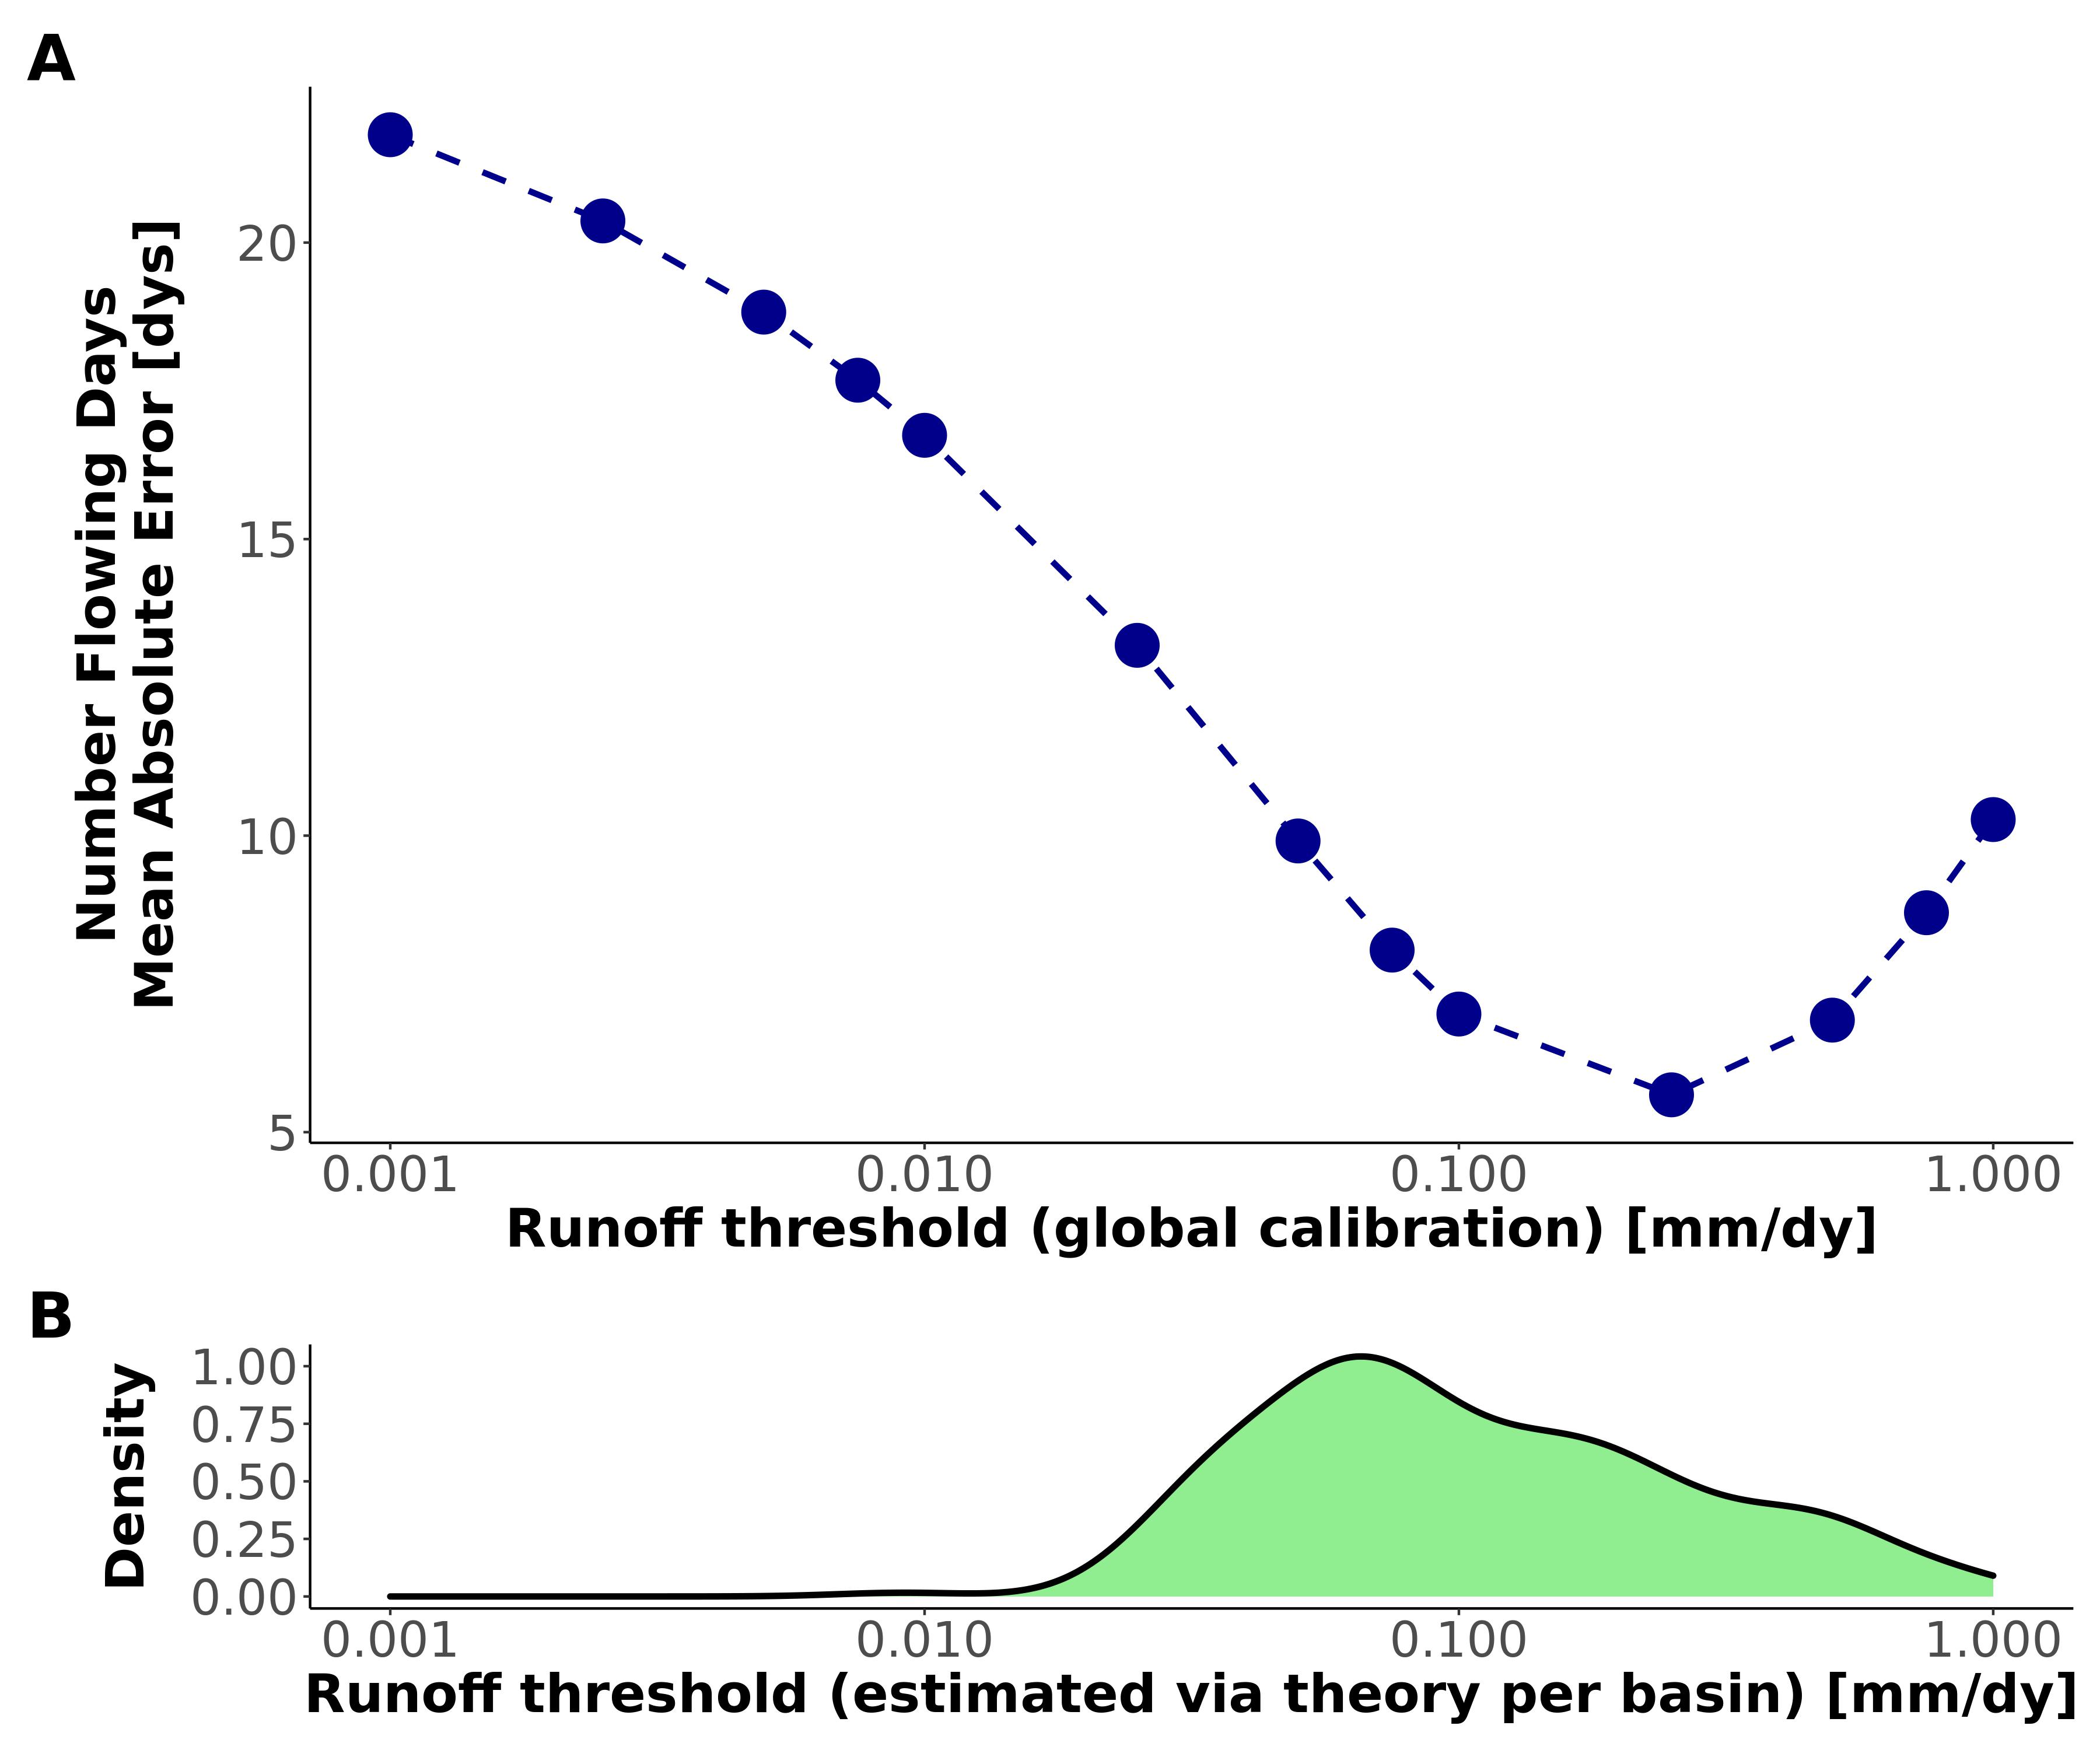 A
Number Flowing Days
Mean Absolute Error [dys]
20
15
10
5
0.001 0.010 0.100 1.000
Runoff threshold (global calibration) [mm/dy]
B
Density
1.00
0.75
0.50
0.25
0.00
0.001 0.010 0.100 1.000
Runoff threshold (estimated via theory per basin) [mm/dy]